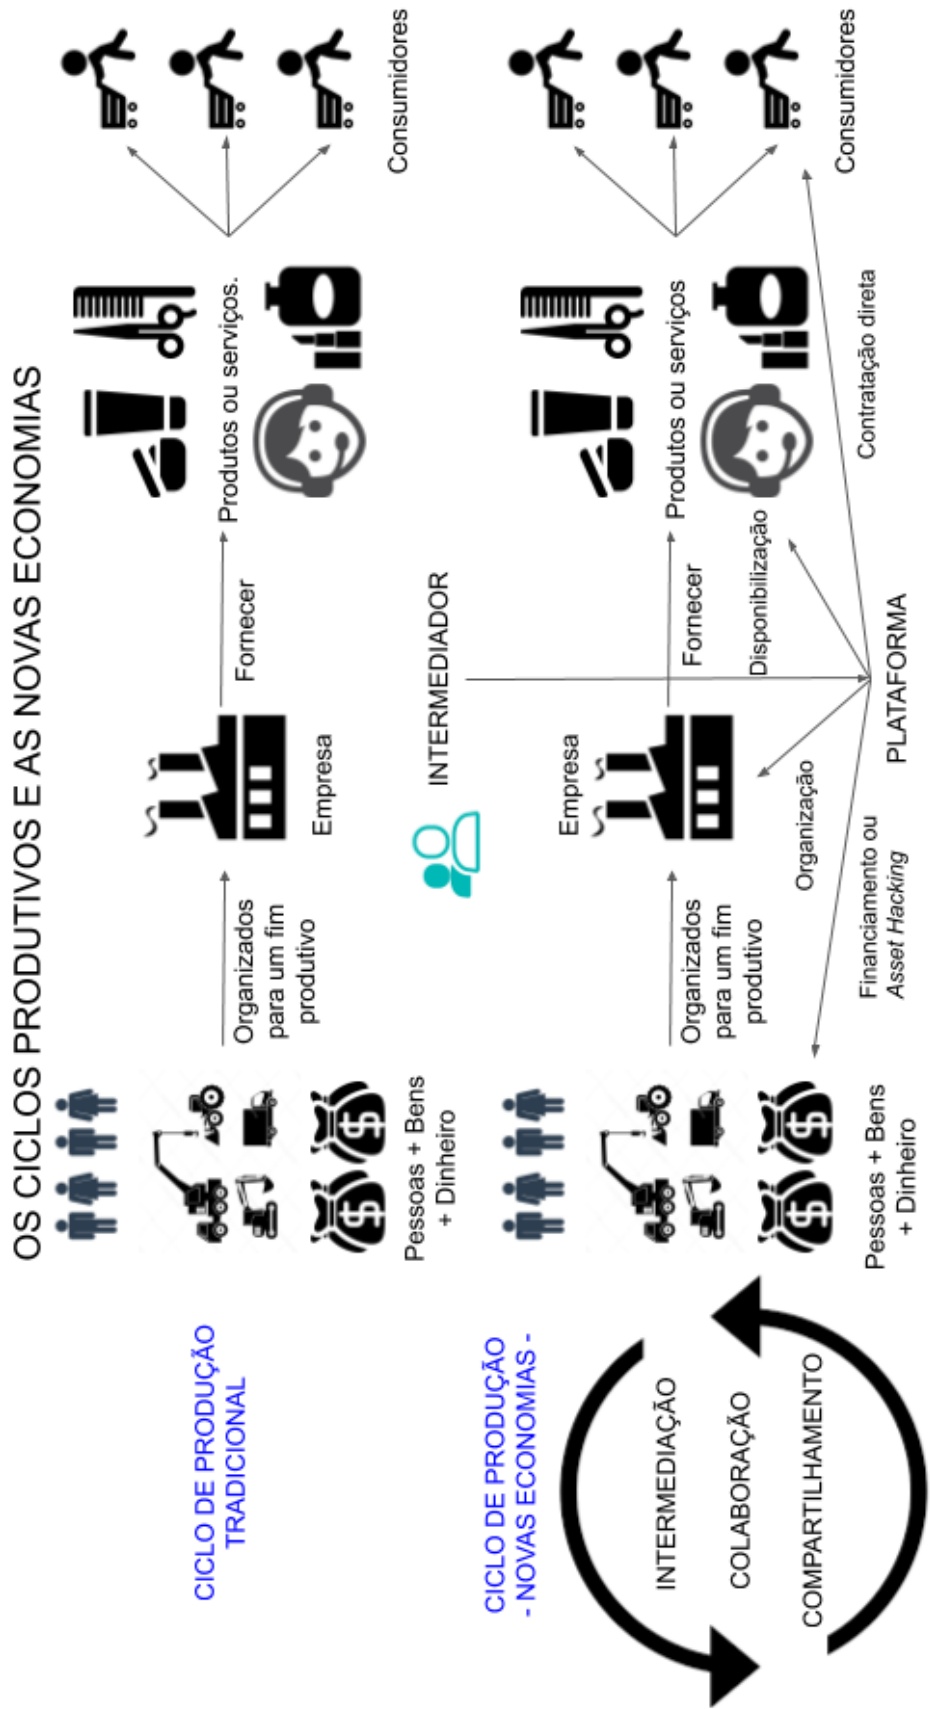 OS CICLOS PRODUTIVOS E AS NOVAS ECONOMIAS
CICLO DE PRODUÇÃO
TRADICIONAL
Pessoas + Bens
+ Dinheiro
Organizados
para um fim
produtivo
Empresa
Fornecer
Produtos ou serviços.
Consumidores
INTERMEDIADOR
CICLO DE PRODUÇÃO
- NOVAS ECONOMIAS -
INTERMEDIAÇÃO
COLABORAÇÃO
COMPARTILHAMENTO
Pessoas + Bens
+ Dinheiro
Organizados
para um fim
produtivo
Empresa
Fornecer
Produtos ou serviços
Consumidores
Financiamento ou
Asset Hacking
Organização
Disponibilização
Contratação direta
PLATAFORMA